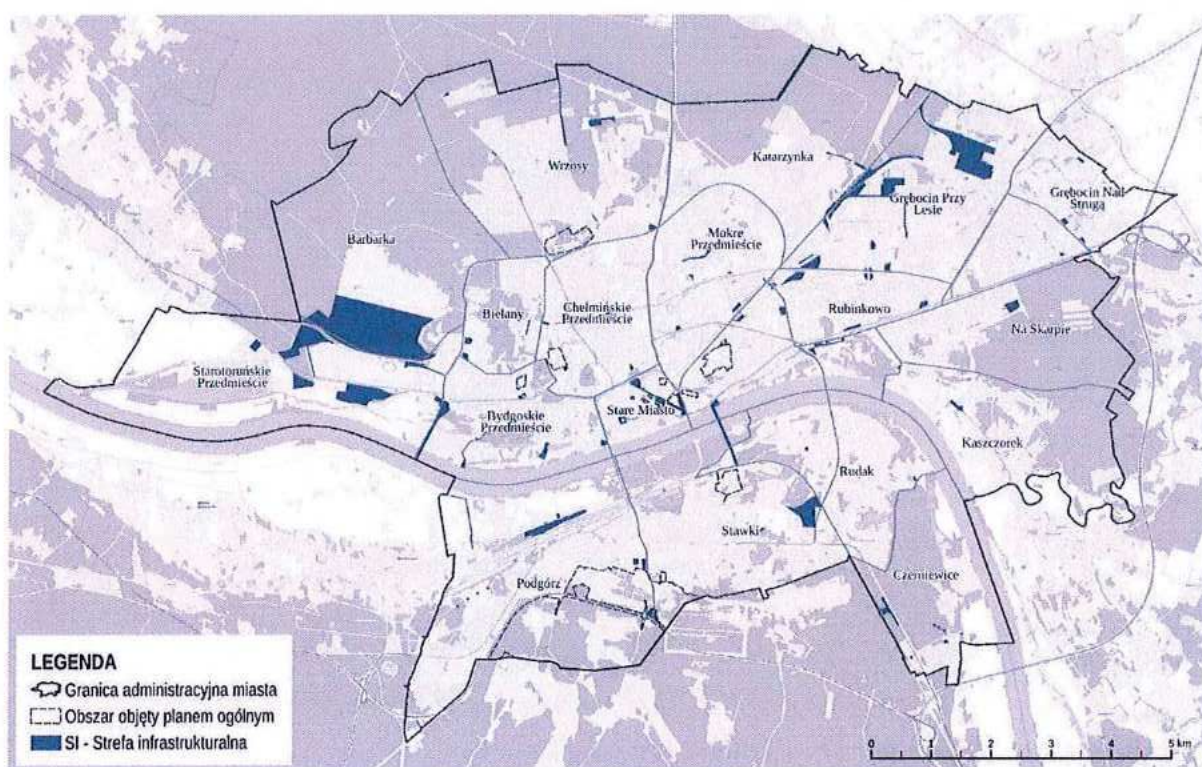 Wrzosy
Katarzynka
Grębocin Przy
Lesie
Grębocin Nad
Strugą
Barbarka
Mokre
Przedmieście
Bielany
Chełmińskie
Przedmieście
Rubinkowo
Na Skarpie
Starotoruńskie
Przedmieście
Bydgoskie
Przedmieście
Stare Miasto
Kaszczorek
Rudak
Stawki
Podgórz
Czerniewice
LEGENDA
Granica administracyjna miasta
Obszar objęty planem ogólnym
SI - Strefa infrastrukturalna
0 1 2 3 4 5 km